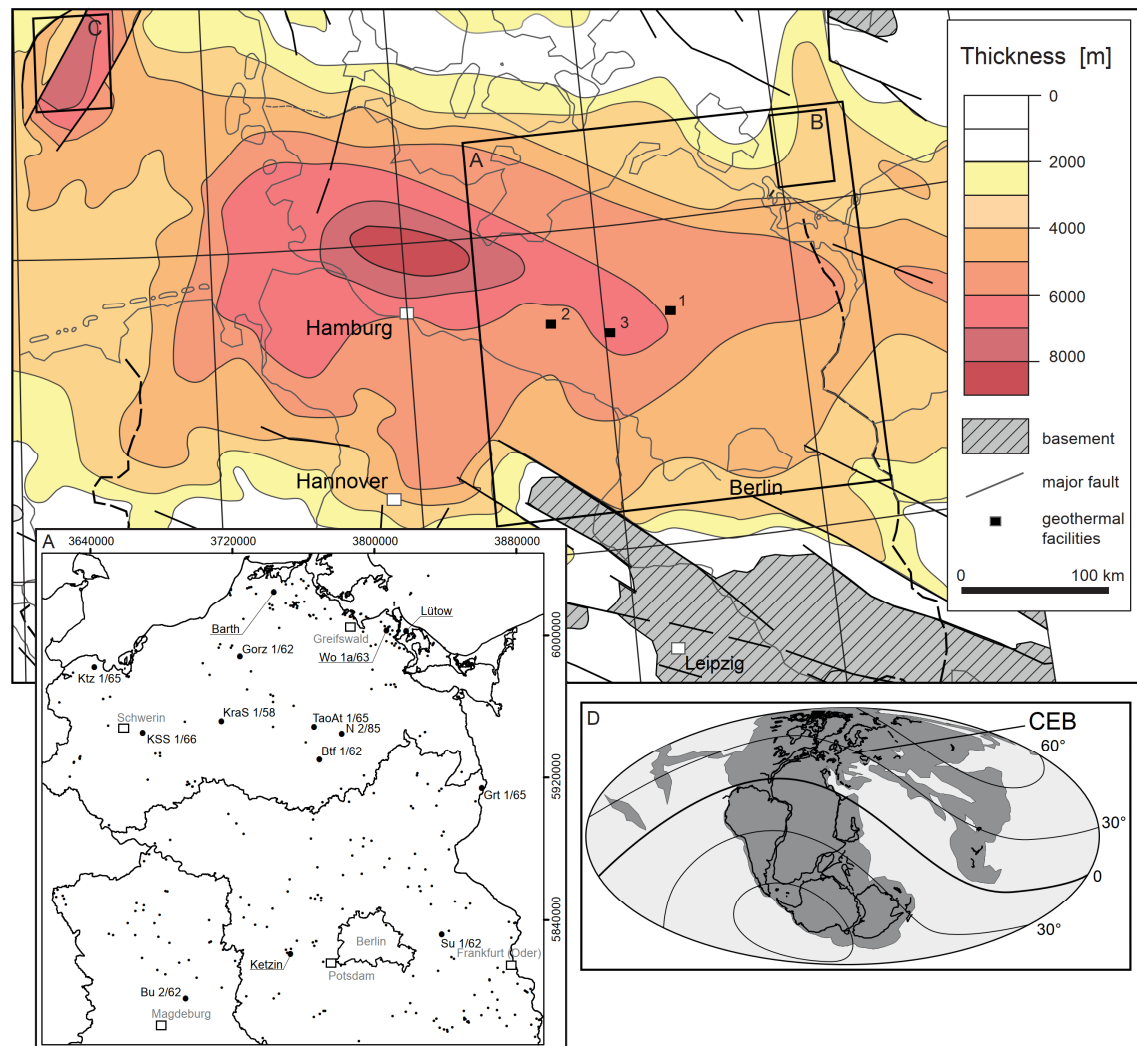 C
A
B
1
2
3
Hamburg
Hannover
Berlin
Leipzig
Thickness [m]
0
2000
4000
6000
8000
basement
major fault
geothermal
facilities
0 100 km
A
3640000 3720000 3800000 3880000
600000
5920000
5840000
Lütow
Barth
Greifswald
Gorz 1/62
Wo 1a/63
Ktz 1/65
KraS 1/58
TaoAt 1/65
Schwerin
N 2/85
KSS 1/66
Dtf 1/62
Grt 1/65
Su 1/62
Berlin
Frankfurt (Oder)
Ketzin
Potsdam
Bu 2/62
Magdeburg
D
CEB
60°
30°
0
30°